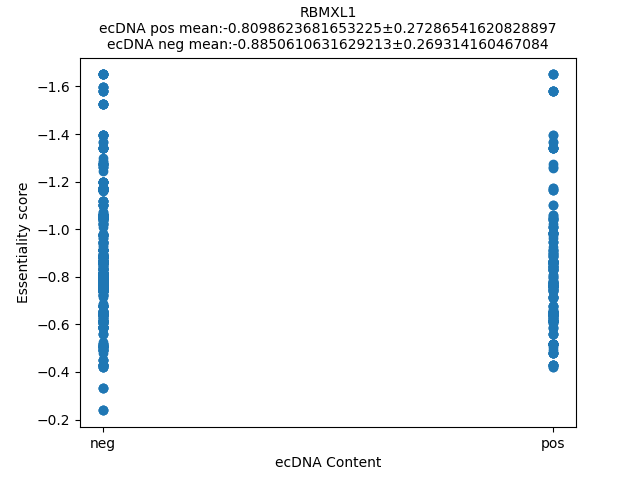 RBMXL1
ecDNA pos mean:-0.8098623681653225±0.27286541620828897
ecDNA neg mean:-0.8850610631629213±0.269314160467084
−1.6
−1.4
−1.2
−1.0
−0.8
−0.6
−0.4
−0.2
Essentiality score
neg
pos
ecDNA Content